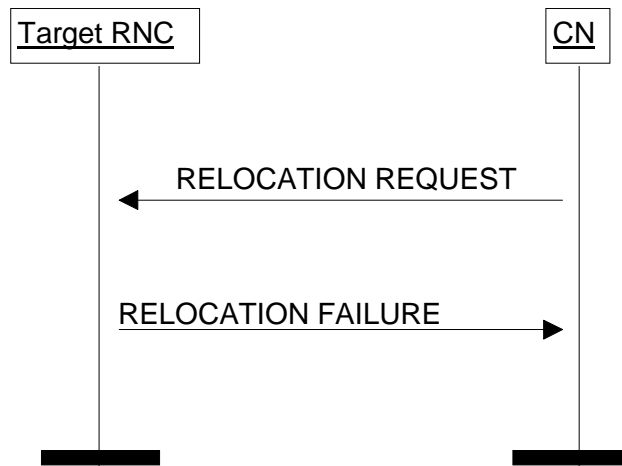 Target RNC
CN
RELOCATION REQUEST
RELOCATION FAILURE